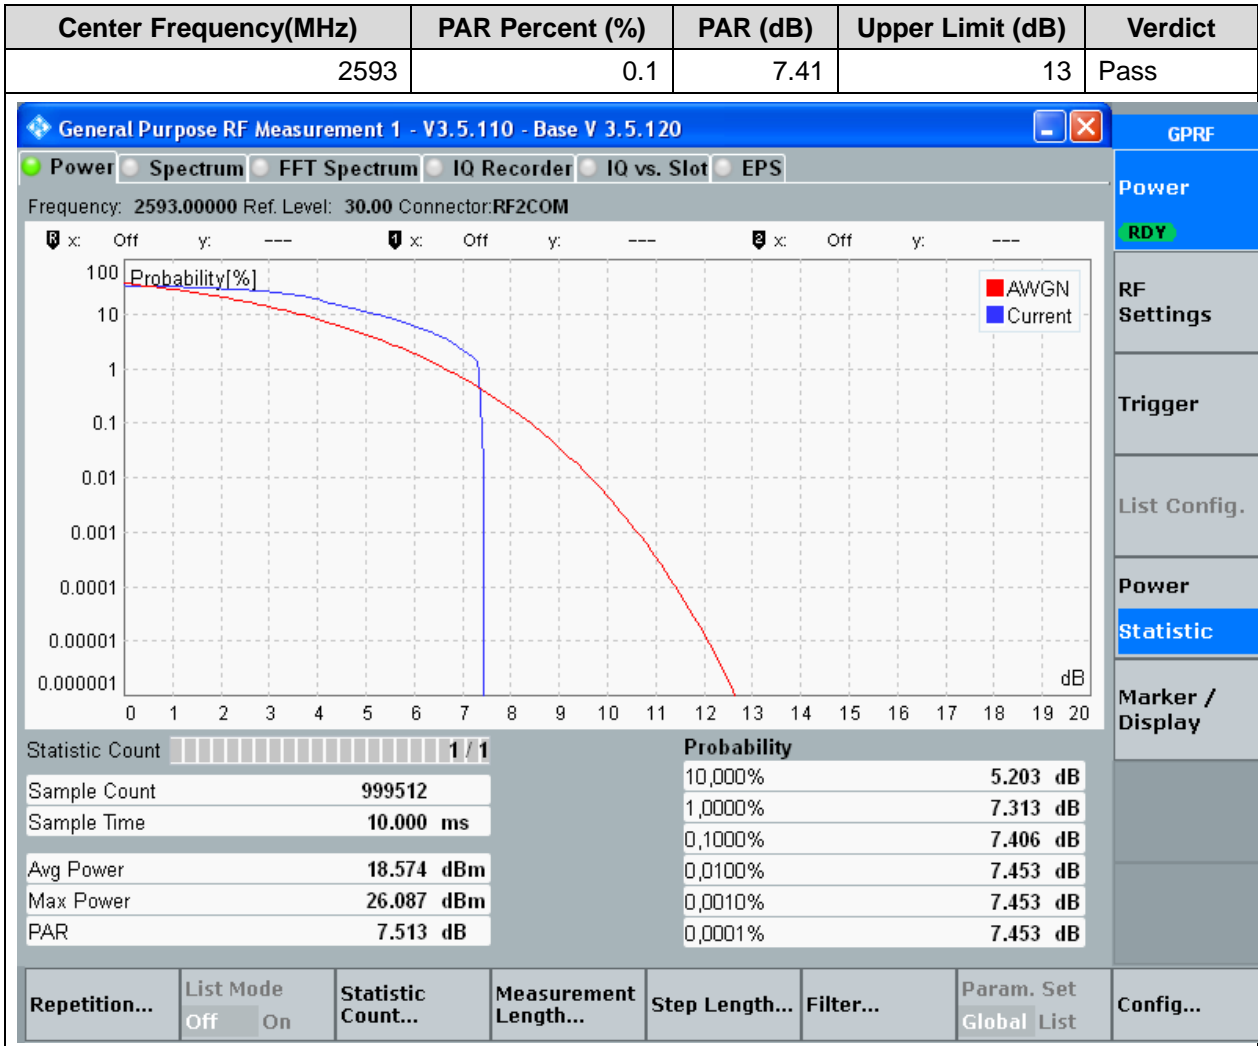 Center Frequency(MHz) PAR Percent (%) PAR (dB) Upper Limit (dB) Verdict
2593 0.1 7.41 13 Pass
General Purpose RF Measurement 1 - V3.5.110 - Base V 3.5.120
GPRF
Power Spectrum FFT Spectrum IQ Recorder IQ vs. Slot EPS
Frequency: 2593.00000 Ref. Level: 30.00 Connector:RF2COM
R x: Off y: --- 1 x: Off y: --- 2 x: Off y: ---
Probability[%]
AWGN
Current
100
10
1
0.1
0.01
0.001
0.0001
0.00001
0.000001
dB
0 1 2 3 4 5 6 7 8 9 10 11 12 13 14 15 16 17 18 19 20
Statistic Count 1 / 1
Sample Count 999512
Sample Time 10.000 ms
Avg Power 18.574 dBm
Max Power 26.087 dBm
PAR 7.513 dB
Probability
10,000% 5.203 dB
1,0000% 7.313 dB
0,1000% 7.406 dB
0,0100% 7.453 dB
0,0010% 7.453 dB
0,0001% 7.453 dB
Power
RDY
RF
Settings
Trigger
List Config.
Power
Statistic
Marker /
Display
Repetition...
List Mode
Off On
Statistic
Count...
Measurement
Length...
Step Length...
Filter...
Param. Set
Global List
Config...